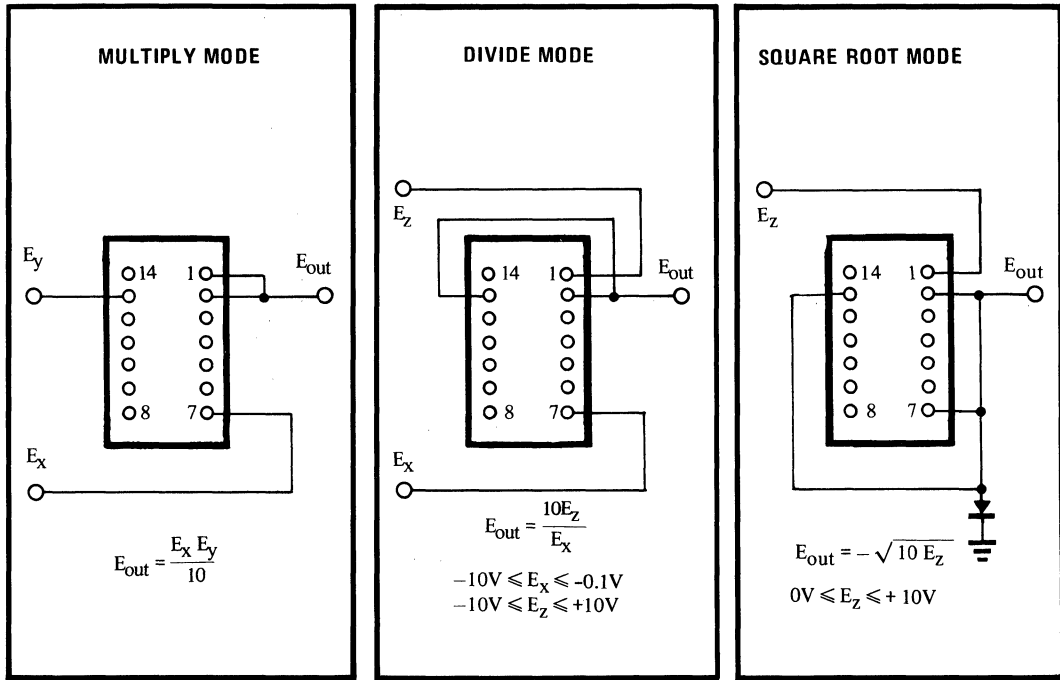 MULTIPLY MODE
E_y
14 1
E_out
8 7
E_x
E_out = E_x E_y / 10
DIVIDE MODE
E_z
14 1
E_out
8 7
E_x
E_out = 10E_z / E_x
−10V ≤ E_x ≤ -0.1V
−10V ≤ E_z ≤ +10V
SQUARE ROOT MODE
E_z
14 1
E_out
8 7
E_out = − √10 E_z
0V ≤ E_z ≤ + 10V